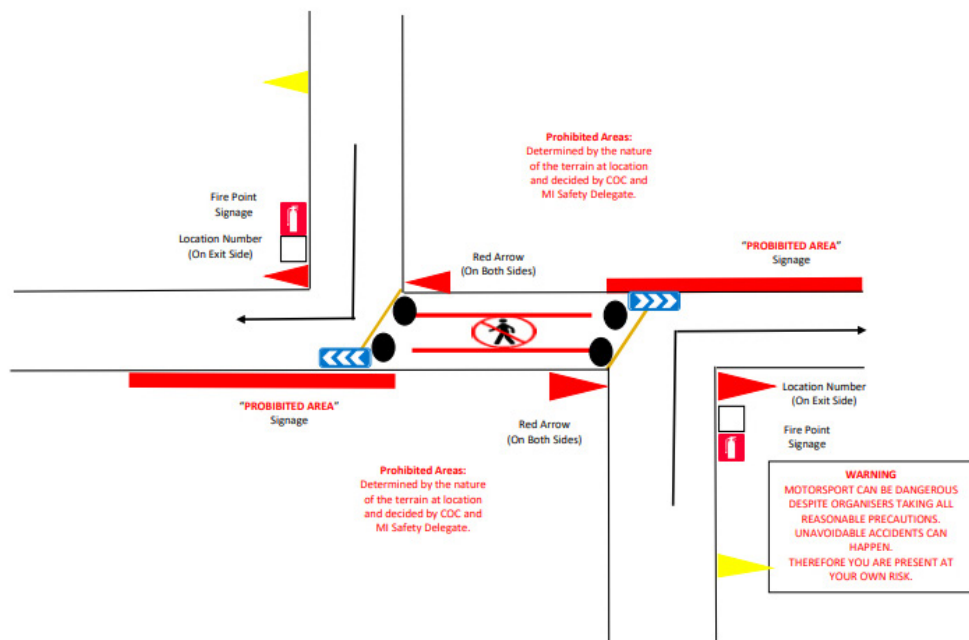 Prohibited Areas:
Determined by the nature
of the terrain at location
and decided by COC and
MI Safety Delegate.
Fire Point
Signage
Location Number
(On Exit Side)
Red Arrow
(On Both Sides)
"PROBIBITED AREA"
Signage
"PROBIBITED AREA"
Signage
Red Arrow
(On Both Sides)
Location Number
(On Exit Side)
Fire Point
Signage
Prohibited Areas:
Determined by the nature
of the terrain at location
and decided by COC and
MI Safety Delegate.
WARNING
MOTORSPORT CAN BE DANGEROUS
DESPITE ORGANISERS TAKING ALL
REASONABLE PRECAUTIONS.
UNAVOIDABLE ACCIDENTS CAN
HAPPEN.
THEREFORE YOU ARE PRESENT AT
YOUR OWN RISK.